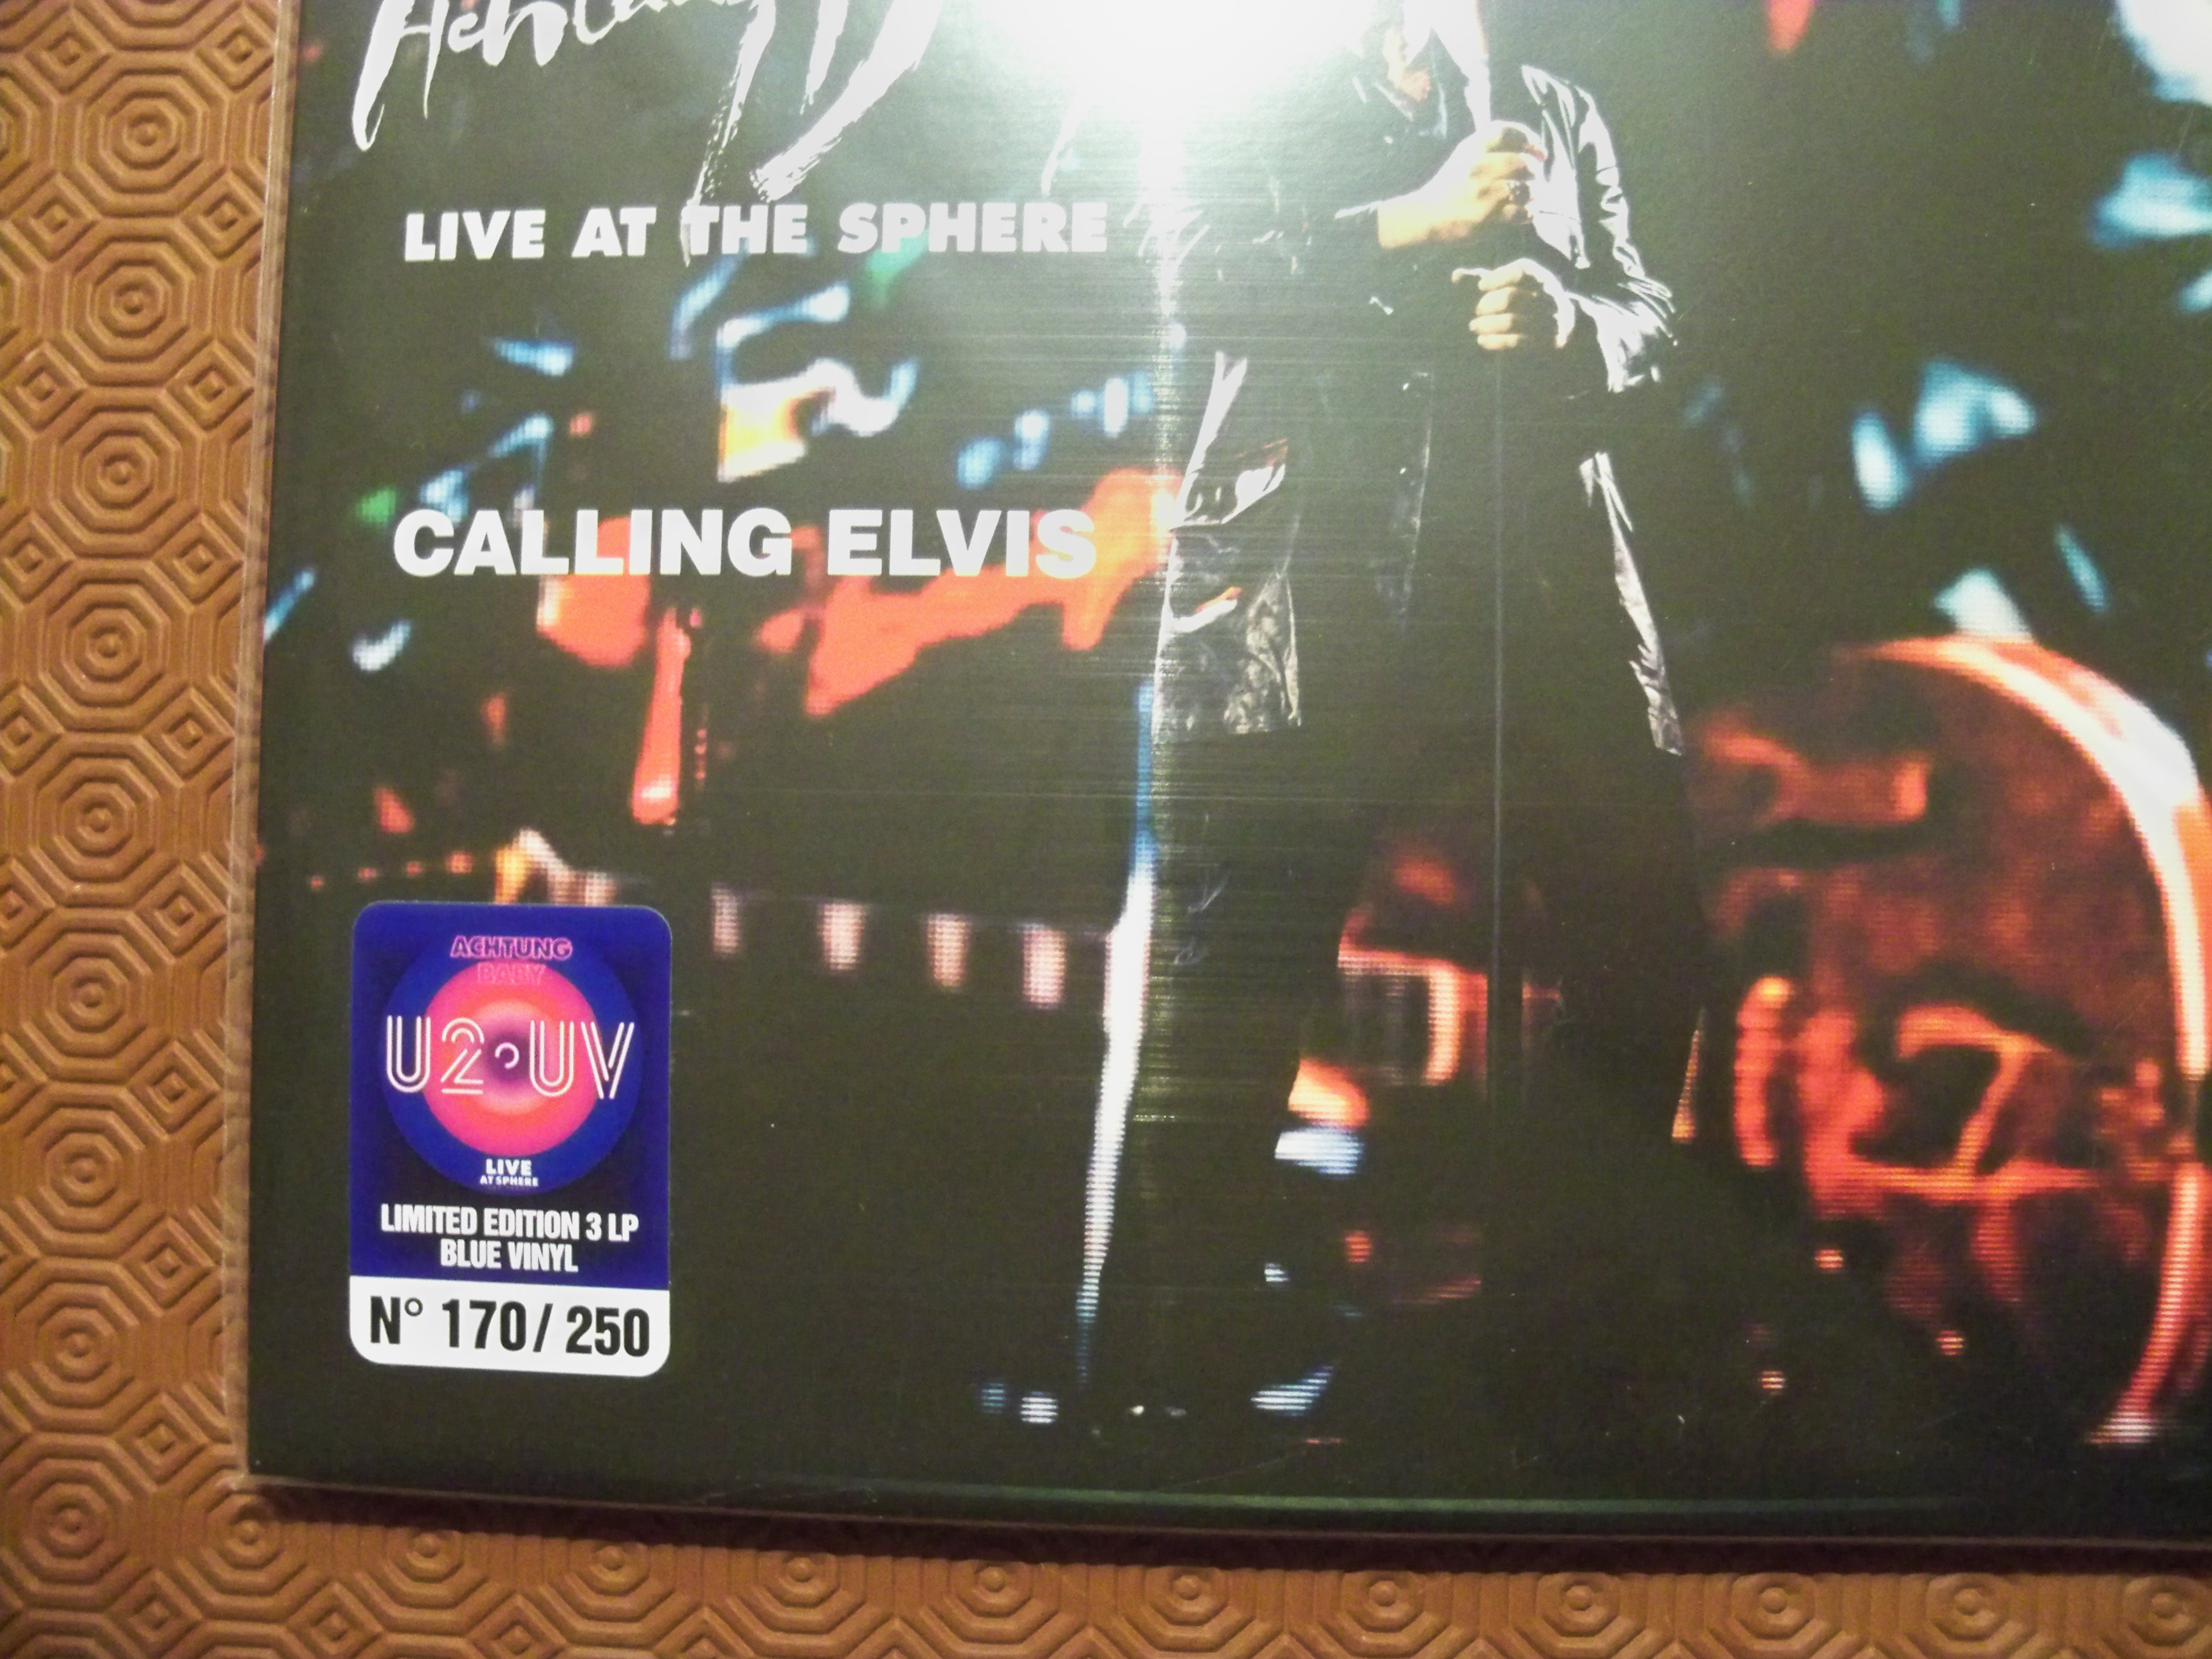 Achtung B
LIVE AT THE SPHERE
CALLING ELVIS
ACHTUNG
BABY
U2 UV
LIVE
AT SPHERE
LIMITED EDITION 3 LP
BLUE VINYL
N° 170 / 250